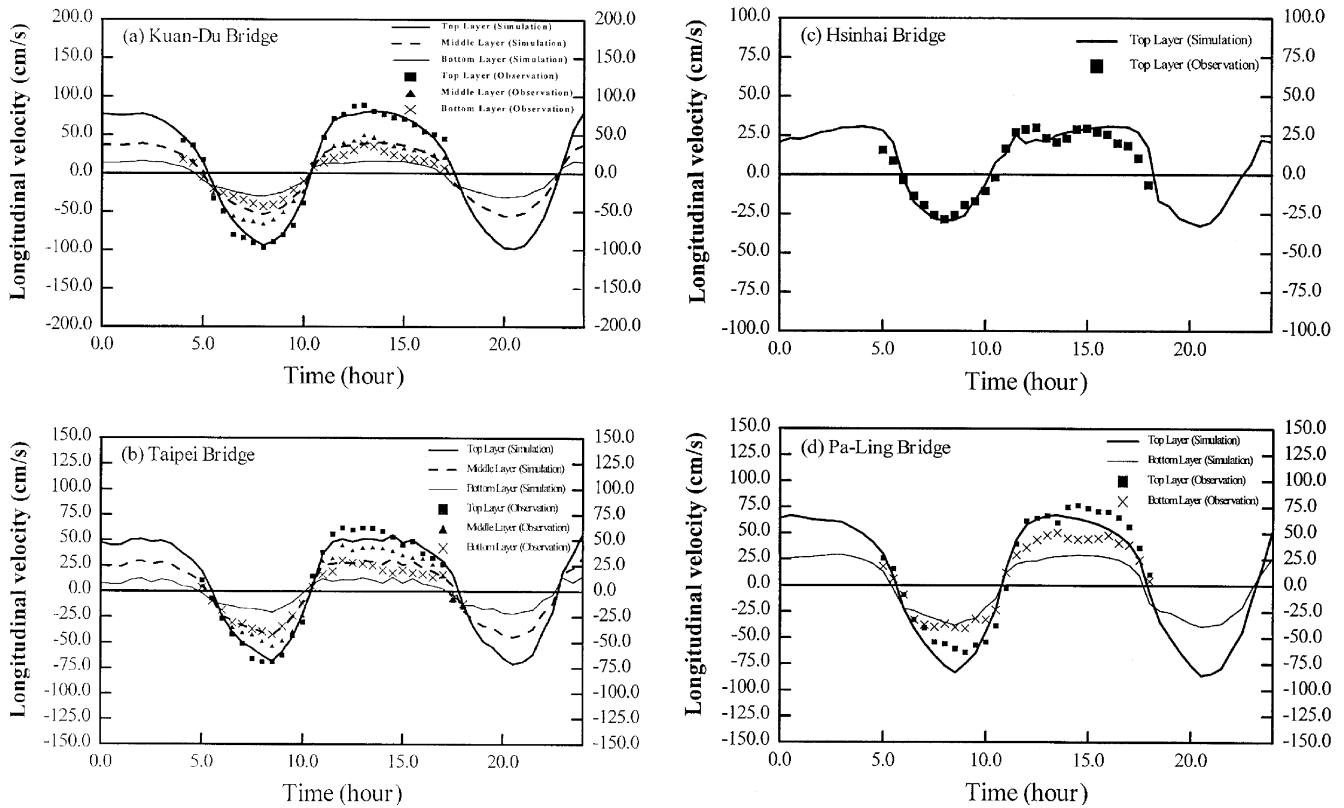 (a) Kuan-Du Bridge
Top Layer (Simulation)
Middle Layer (Simulation)
Bottom Layer (Simulation)
Top Layer (Observation)
Middle Layer (Observation)
Bottom Layer (Observation)
Longitudinal velocity (cm/s)
200.0
150.0
100.0
50.0
0.0
-50.0
-100.0
-150.0
-200.0
200.0
150.0
100.0
50.0
0.0
-50.0
-100.0
-150.0
-200.0
0.0 5.0 10.0 15.0 20.0
Time (hour)
(c) Hsinhai Bridge
Top Layer (Simulation)
Top Layer (Observation)
Longitudinal velocity (cm/s)
100.0
75.0
50.0
25.0
0.0
-25.0
-50.0
-75.0
-100.0
100.0
75.0
50.0
25.0
0.0
-25.0
-50.0
-75.0
-100.0
0.0 5.0 10.0 15.0 20.0
Time (hour)
(b) Taipei Bridge
Top Layer (Simulation)
Middle Layer (Simulation)
Bottom Layer (Simulation)
Top Layer (Observation)
Middle Layer (Observation)
Bottom Layer (Observation)
Longitudinal velocity (cm/s)
150.0
125.0
100.0
75.0
50.0
25.0
0.0
-25.0
-50.0
-75.0
-100.0
-125.0
-150.0
150.0
125.0
100.0
75.0
50.0
25.0
0.0
-25.0
-50.0
-75.0
-100.0
-125.0
-150.0
0.0 5.0 10.0 15.0 20.0
Time (hour)
(d) Pa-Ling Bridge
Top Layer (Simulation)
Bottom Layer (Simulation)
Top Layer (Observation)
Bottom Layer (Observation)
Longitudinal velocity (cm/s)
150.0
125.0
100.0
75.0
50.0
25.0
0.0
-25.0
-50.0
-75.0
-100.0
-125.0
-150.0
150.0
125.0
100.0
75.0
50.0
25.0
0.0
-25.0
-50.0
-75.0
-100.0
-125.0
-150.0
0.0 5.0 10.0 15.0 20.0
Time (hour)